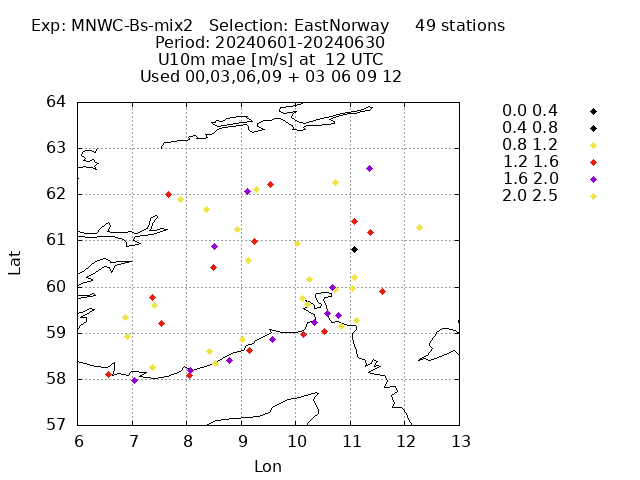 Exp: MNWC-Bs-mix2   Selection: EastNorway     49 stations
Period: 20240601-20240630
U10m mae [m/s] at  12 UTC
Used 00,03,06,09 + 03 06 09 12
64
63
62
61
60
59
58
57
Lat
6 7 8 9 10 11 12 13
Lon
0.0 0.4
0.4 0.8
0.8 1.2
1.2 1.6
1.6 2.0
2.0 2.5